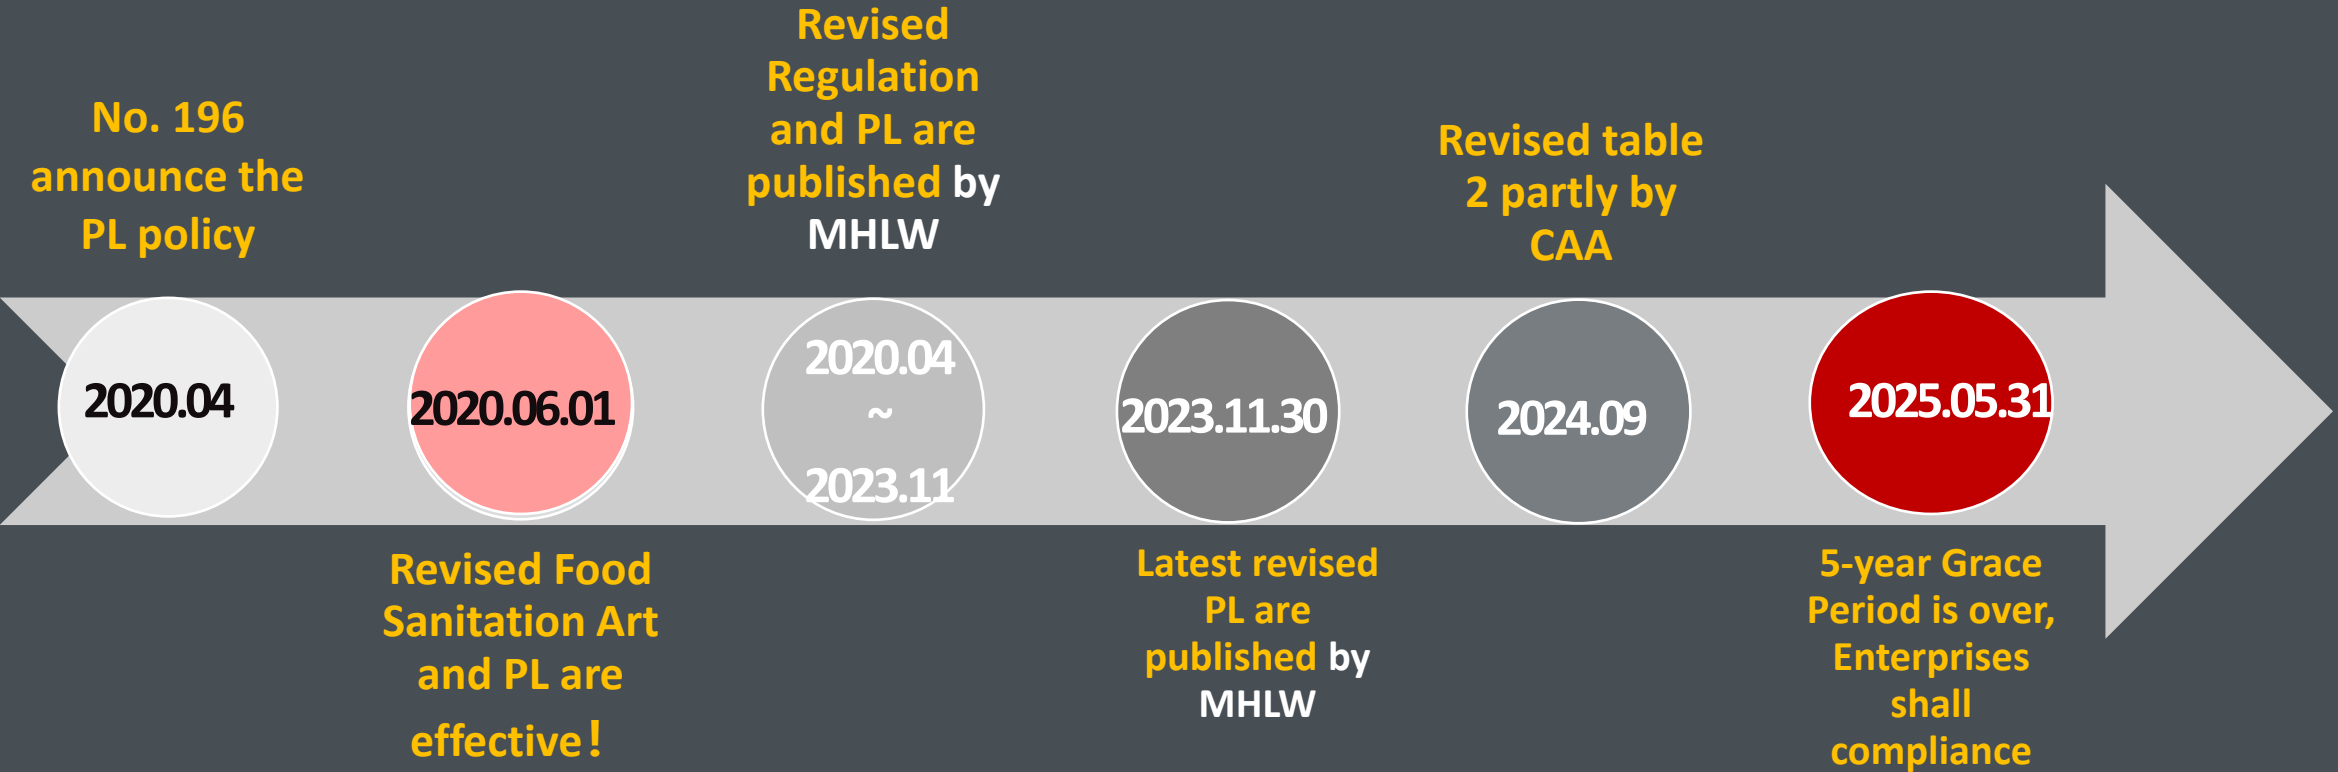 No. 196
announce the
PL policy
2020.04
2020.06.01
Revised Food
Sanitation Art
and PL are
effective！
Revised
Regulation
and PL are
published by
MHLW
2020.04
~
2023.11
2023.11.30
Latest revised
PL are
published by
MHLW
Revised table
2 partly by
CAA
2024.09
2025.05.31
5-year Grace
Period is over,
Enterprises
shall
compliance